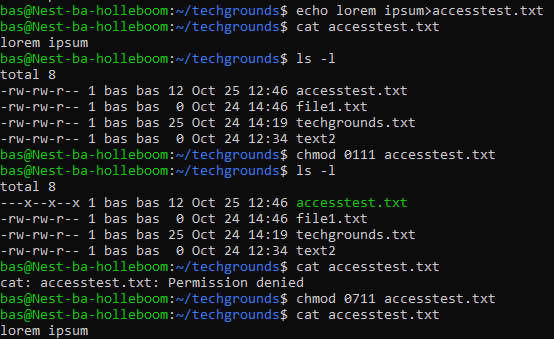 bas@Nest-ba-holleboom:~/techgrounds$ echo lorem ipsum>accesstest.txt
bas@Nest-ba-holleboom:~/techgrounds$ cat accesstest.txt
lorem ipsum
bas@Nest-ba-holleboom:~/techgrounds$ ls -l
total 8
-rw-rw-r-- 1 bas bas 12 Oct 25 12:46 accesstest.txt
-rw-rw-r-- 1 bas bas  0 Oct 24 14:46 file1.txt
-rw-rw-r-- 1 bas bas 25 Oct 24 14:19 techgrounds.txt
-rw-rw-r-- 1 bas bas  0 Oct 24 12:34 text2
bas@Nest-ba-holleboom:~/techgrounds$ chmod 0111 accesstest.txt
bas@Nest-ba-holleboom:~/techgrounds$ ls -l
total 8
---x--x--x 1 bas bas 12 Oct 25 12:46 accesstest.txt
-rw-rw-r-- 1 bas bas  0 Oct 24 14:46 file1.txt
-rw-rw-r-- 1 bas bas 25 Oct 24 14:19 techgrounds.txt
-rw-rw-r-- 1 bas bas  0 Oct 24 12:34 text2
bas@Nest-ba-holleboom:~/techgrounds$ cat accesstest.txt
cat: accesstest.txt: Permission denied
bas@Nest-ba-holleboom:~/techgrounds$ chmod 0711 accesstest.txt
bas@Nest-ba-holleboom:~/techgrounds$ cat accesstest.txt
lorem ipsum